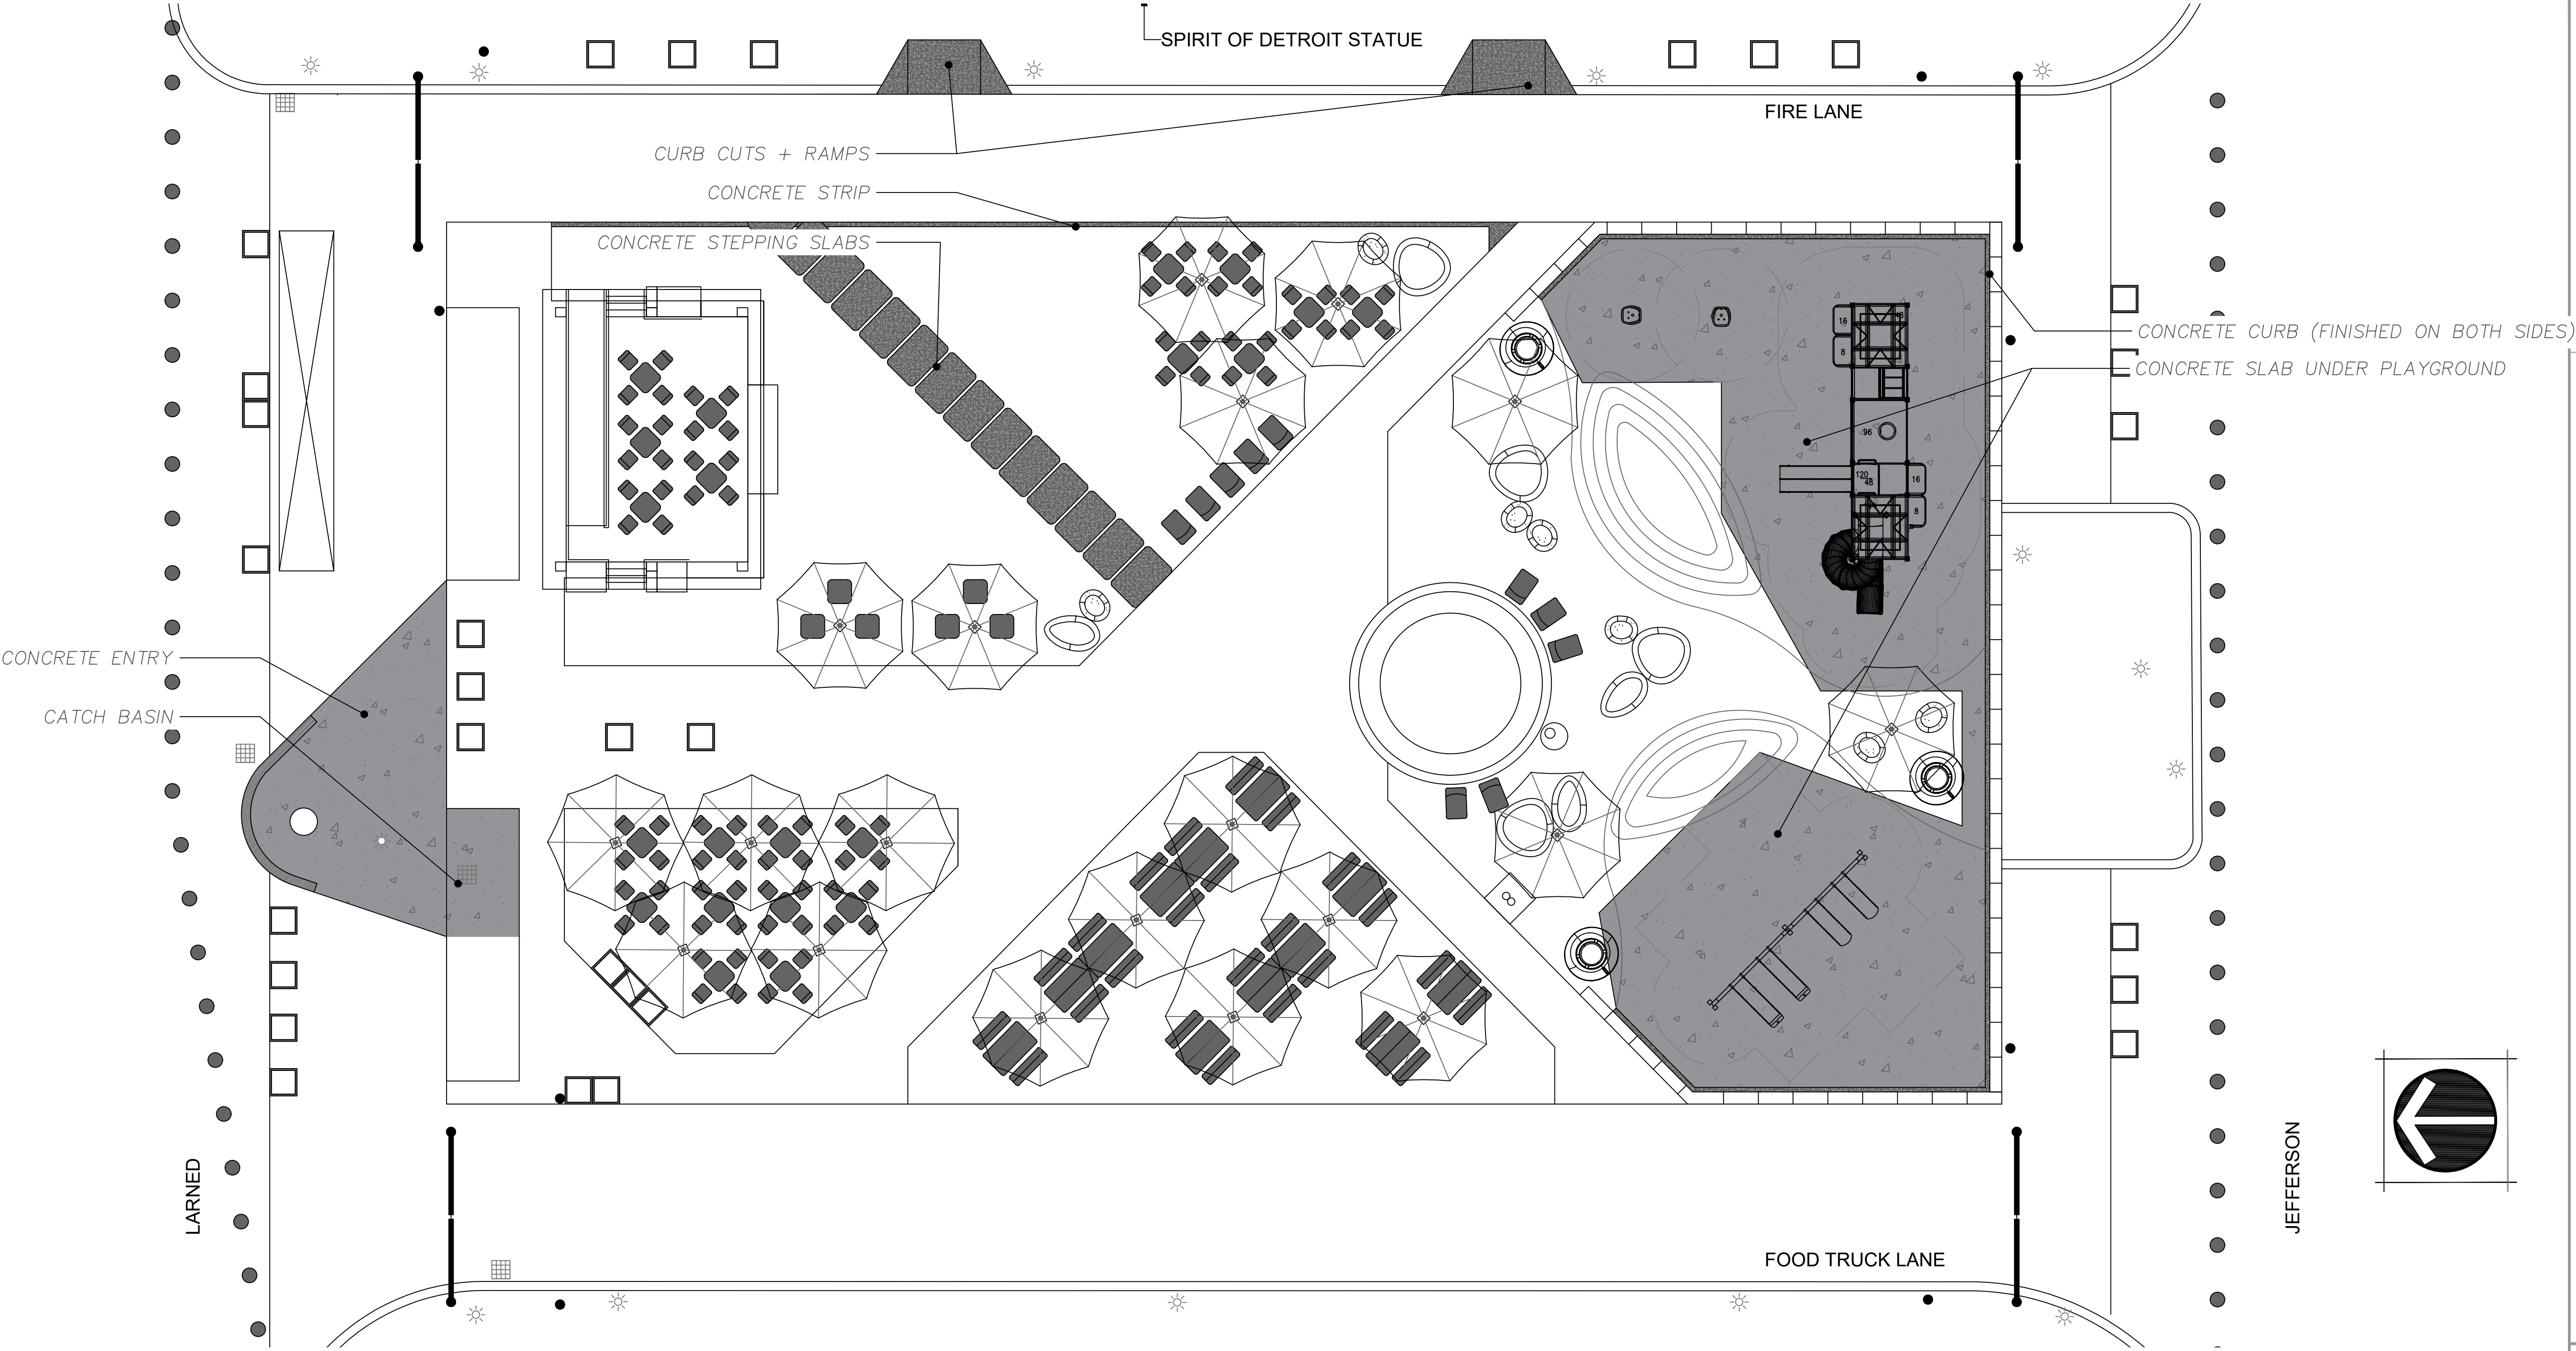 SPIRIT OF DETROIT STATUE
FIRE LANE
CURB CUTS + RAMPS
CONCRETE STRIP
CONCRETE STEPPING SLABS
16
8
CONCRETE CURB (FINISHED ON BOTH SIDES)
CONCRETE SLAB UNDER PLAYGROUND
96
120
48
16
8
CONCRETE ENTRY
CATCH BASIN
LARNED
JEFFERSON
FOOD TRUCK LANE